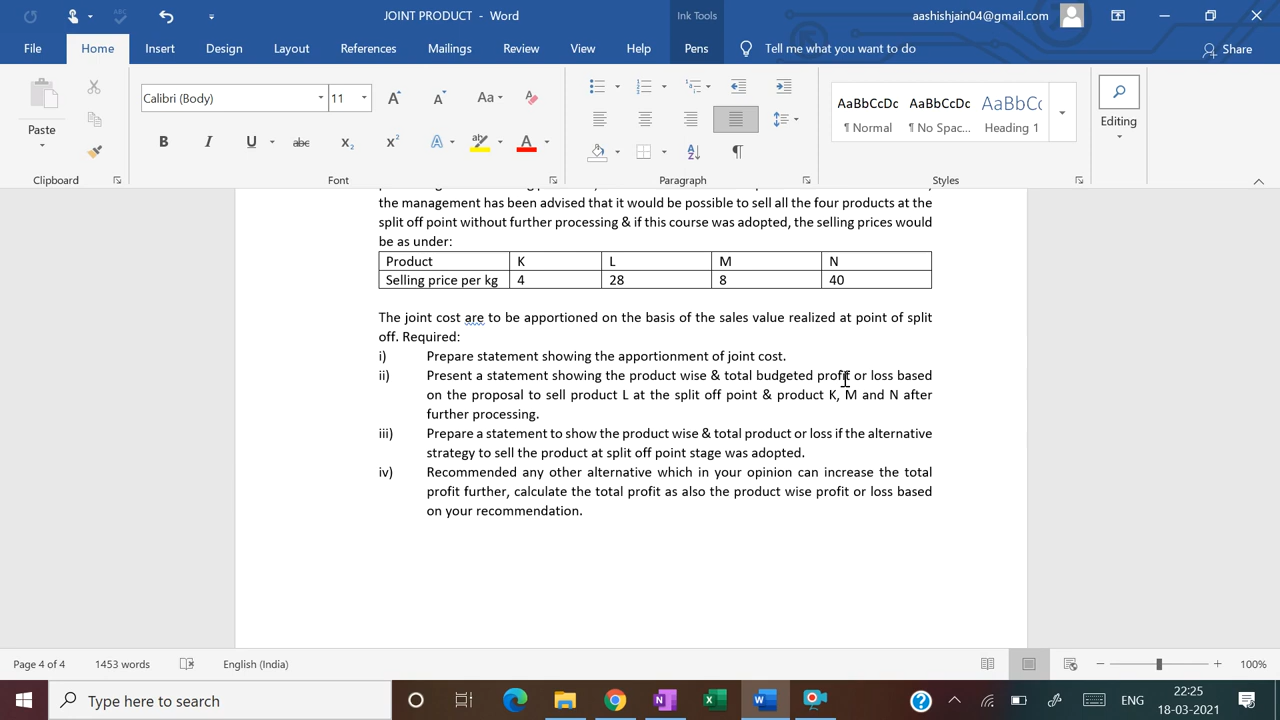 JOINT PRODUCT - Word
Ink Tools
aashishjain04@gmail.com
File Home Insert Design Layout References Mailings Review View Help Pens Tell me what you want to do Share
Calibri (Body) 11 A A Aa A
AaBbCcDc AaBbCcDc AaBbCc
Paste
B I U abc X2 X2 A ab A
¶ Normal ¶ No Spac... Heading 1
Editing
Clipboard Font Paragraph Styles
the management has been advised that it would be possible to sell all the four products at the
split off point without further processing & if this course was adopted, the selling prices would
be as under:
Product K L M N
Selling price per kg 4 28 8 40
The joint cost are to be apportioned on the basis of the sales value realized at point of split
off. Required:
i) Prepare statement showing the apportionment of joint cost.
ii) Present a statement showing the product wise & total budgeted profit or loss based
on the proposal to sell product L at the split off point & product K, M and N after
further processing.
iii) Prepare a statement to show the product wise & total product or loss if the alternative
strategy to sell the product at split off point stage was adopted.
iv) Recommended any other alternative which in your opinion can increase the total
profit further, calculate the total profit as also the product wise profit or loss based
on your recommendation.
Page 4 of 4 1453 words English (India) 100%
Type here to search
ENG
22:25
18-03-2021